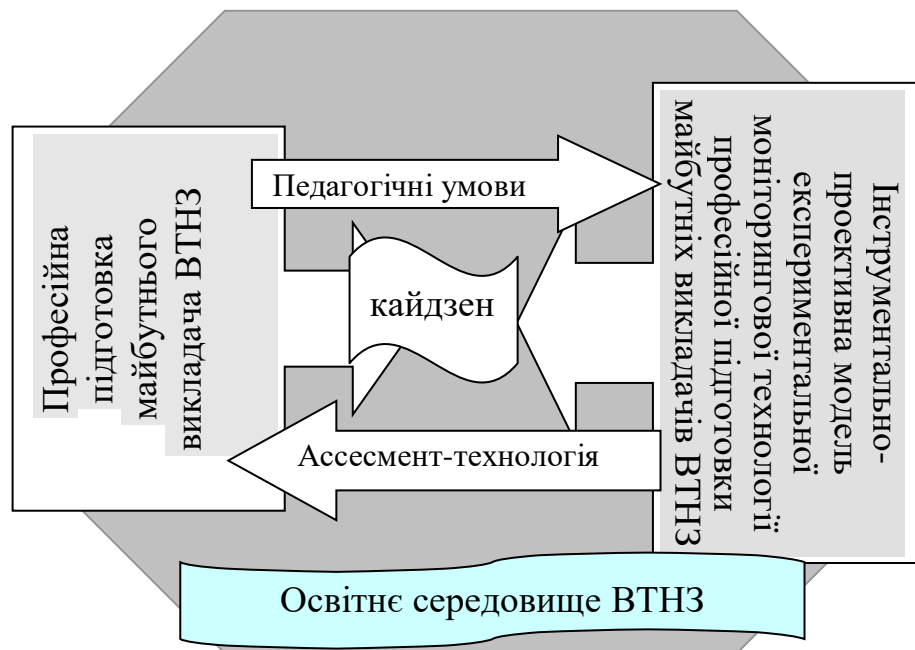 Професійна
підготовка
майбутнього
викладача ВТНЗ
Педагогічні умови
кайдзен
Ассесмент-технологія
Інструментально-
проективна модель
експериментальної
моніторингової технології
професійної підготовки
майбутніх викладачів ВТНЗ
Освітнє середовище ВТНЗ